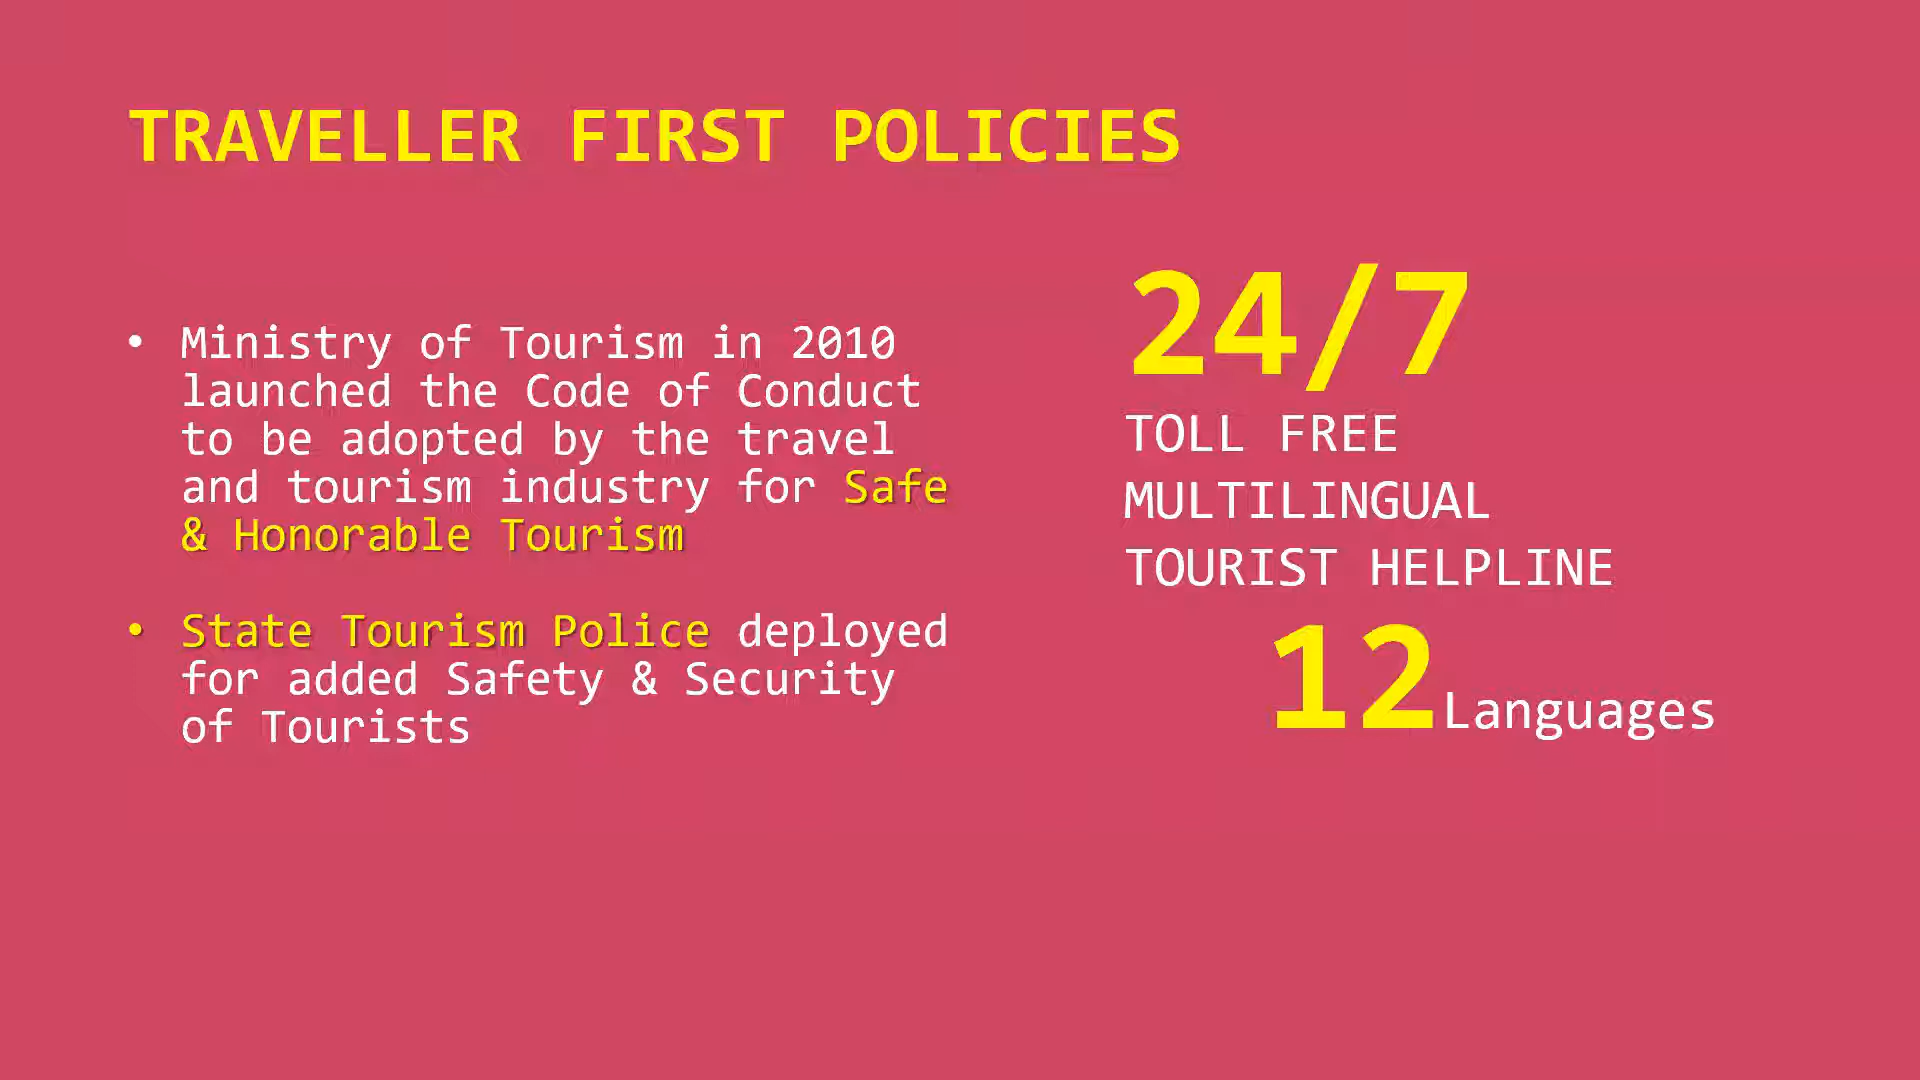 TRAVELLER FIRST POLICIES
• Ministry of Tourism in 2010
launched the Code of Conduct
to be adopted by the travel
and tourism industry for Safe
& Honorable Tourism
• State Tourism Police deployed
for added Safety & Security
of Tourists
24/7
TOLL FREE
MULTILINGUAL
TOURIST HELPLINE
12 Languages